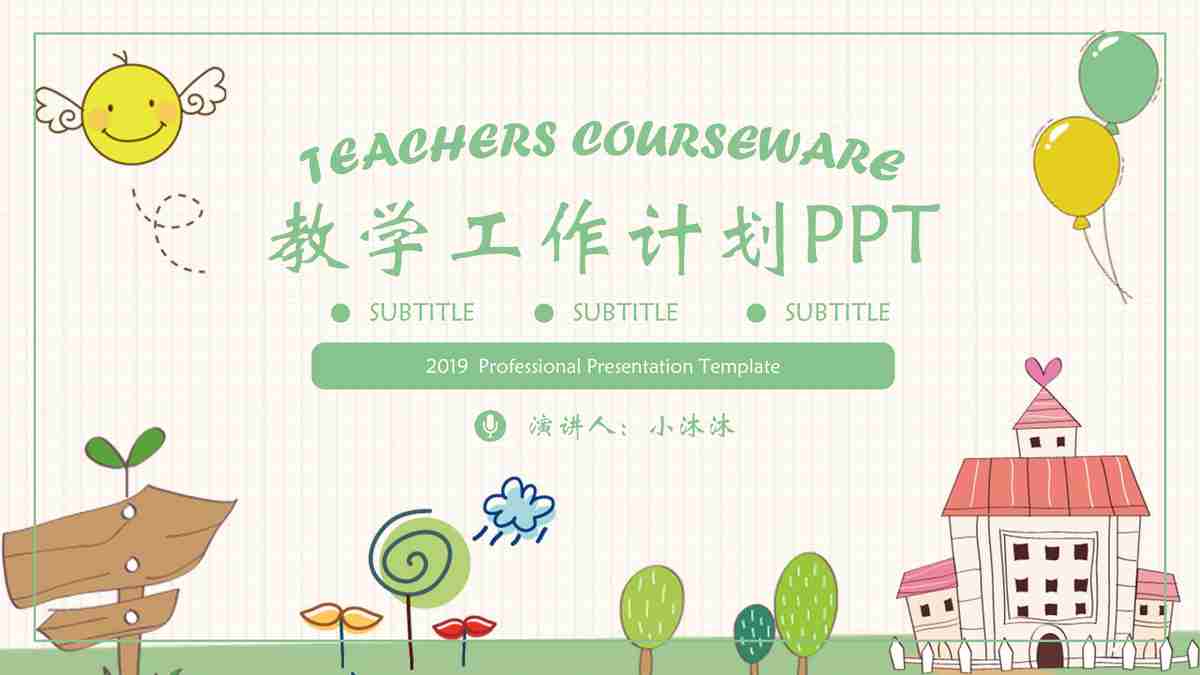 TEACHERS COURSEWARE
教学工作计划PPT
SUBTITLE SUBTITLE SUBTITLE
2019 Professional Presentation Template
演讲人：小沐沐